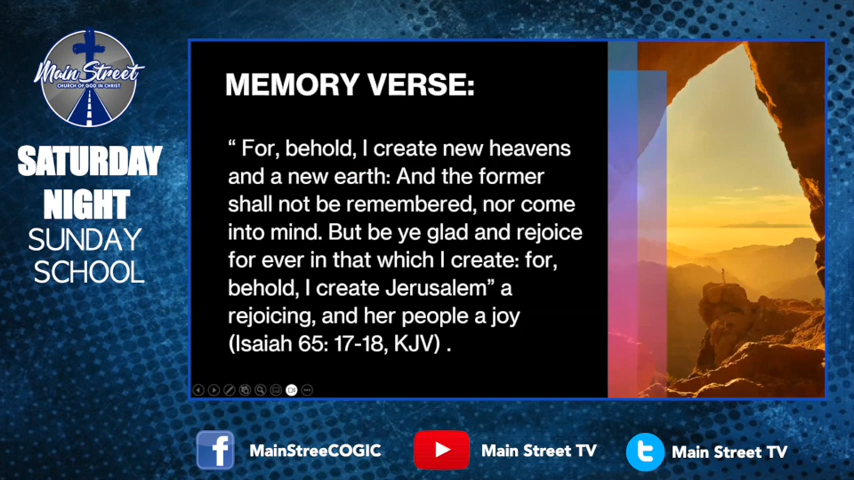 Main Street
CHURCH OF GOD IN CHRIST
SATURDAY
NIGHT
SUNDAY
SCHOOL
MEMORY VERSE:
“ For, behold, I create new heavens
and a new earth: And the former
shall not be remembered, nor come
into mind. But be ye glad and rejoice
for ever in that which I create: for,
behold, I create Jerusalem” a
rejoicing, and her people a joy
(Isaiah 65: 17-18, KJV) .
MainStreeCOGIC
Main Street TV
Main Street TV